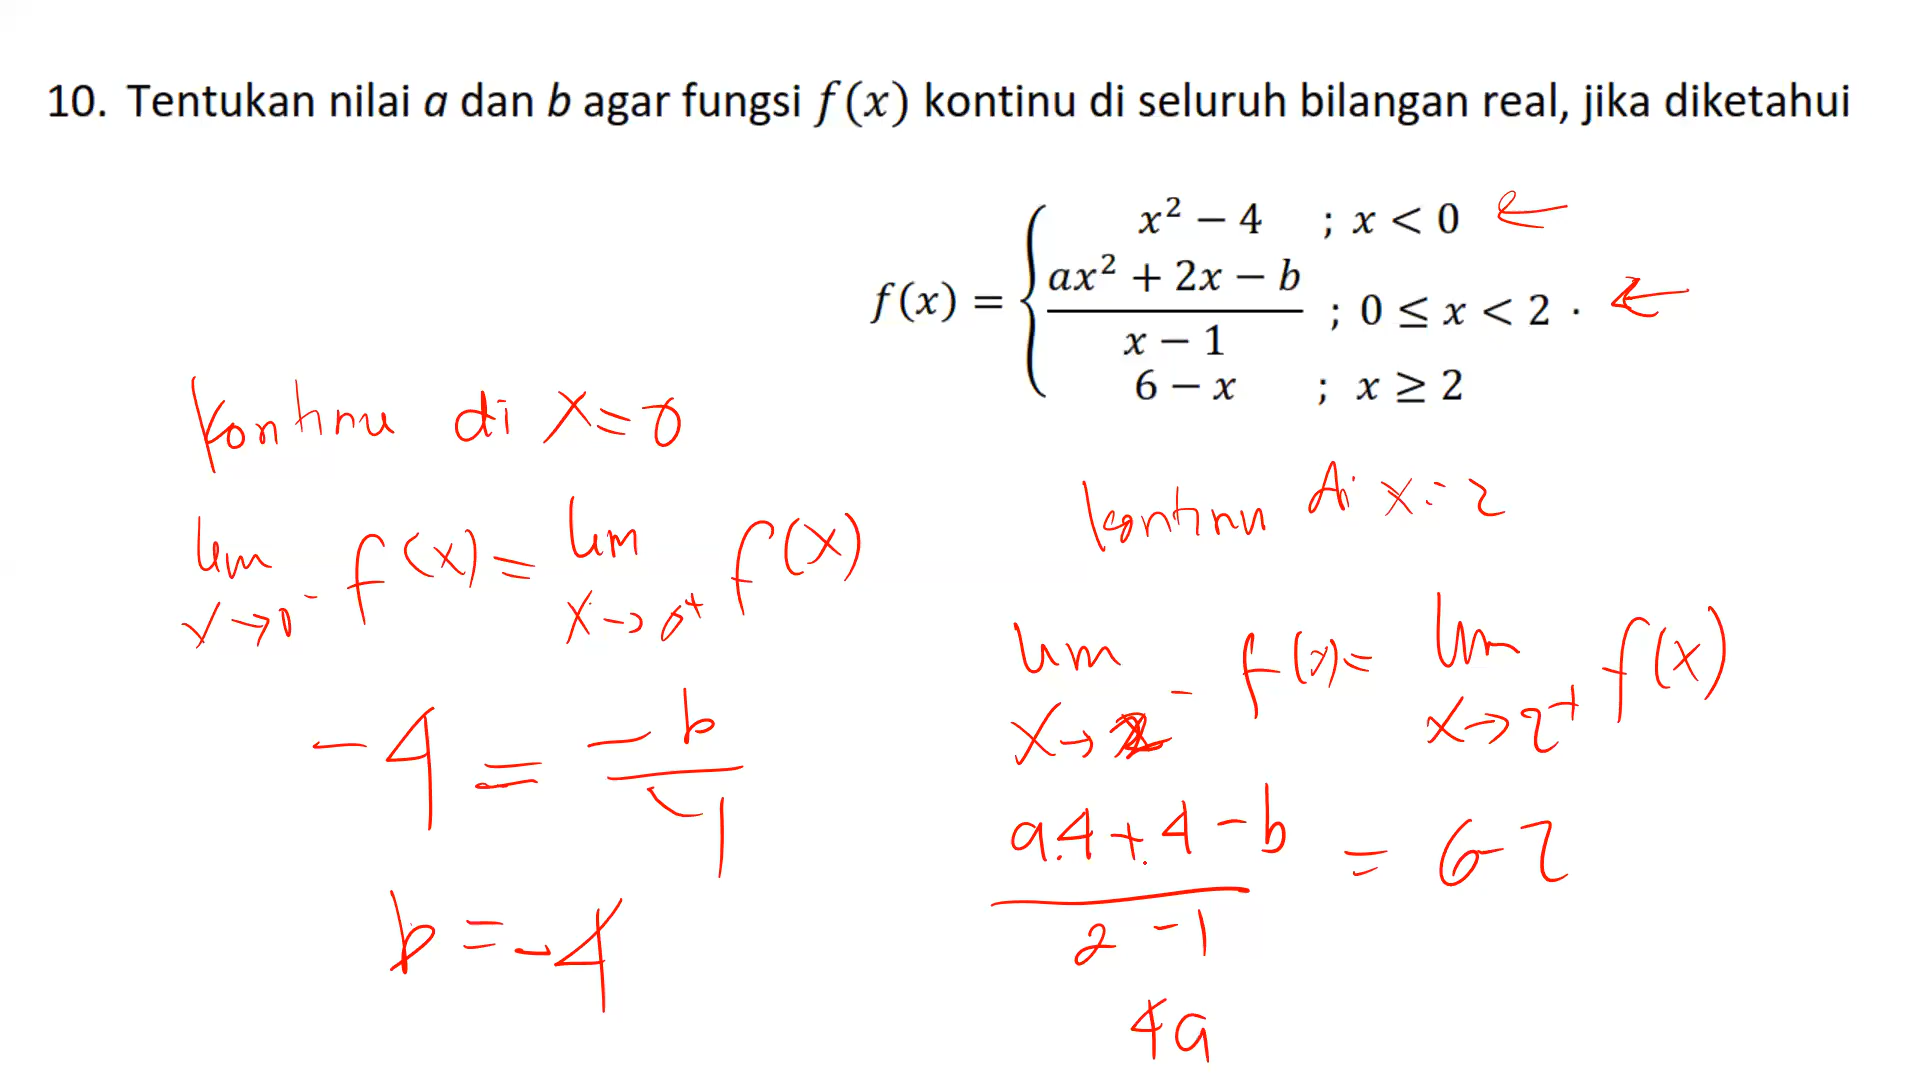 10. Tentukan nilai a dan b agar fungsi f(x) kontinu di seluruh bilangan real, jika diketahui
x² − 4 ; x < 0
f(x) = { (ax² + 2x − b)/(x − 1) ; 0 ≤ x < 2 .
6 − x ; x ≥ 2
kontinu di x=0
lim x→0⁻ f(x) = lim x→0⁺ f(x)
-4 = -b/-1
b = -4
kontinu di x=2
lim x→2⁻ f(x) = lim x→2⁺ f(x)
(a.4+4-b)/(2-1) = 6-2
4a